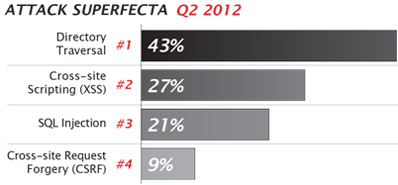 ATTACK SUPERFECTA Q2 2012
Directory
Traversal #1 43%
Cross-site
Scripting (XSS) #2 27%
SQL Injection #3 21%
Cross-site Request
Forgery (CSRF) #4 9%